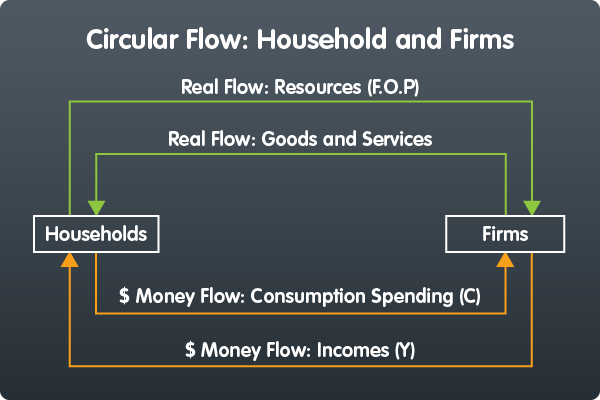 Circular Flow: Household and Firms
Real Flow: Resources (F.O.P)
Real Flow: Goods and Services
Households
Firms
$ Money Flow: Consumption Spending (C)
$ Money Flow: Incomes (Y)